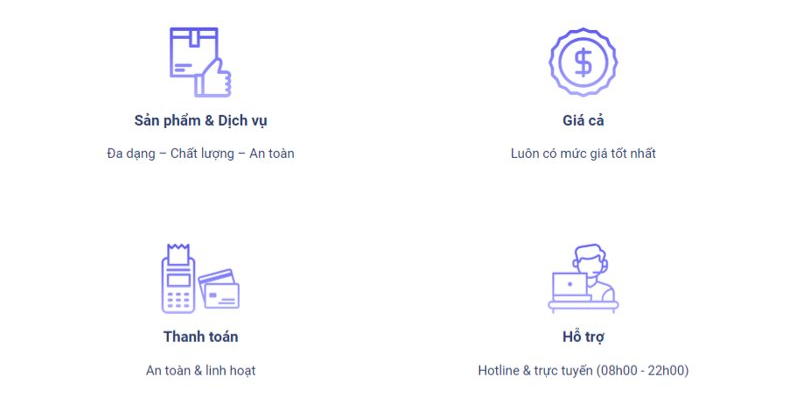 Sản phẩm & Dịch vụ
Đa dạng – Chất lượng – An toàn
Giá cả
Luôn có mức giá tốt nhất
Thanh toán
An toàn & linh hoạt
Hỗ trợ
Hotline & trực tuyến (08h00 - 22h00)